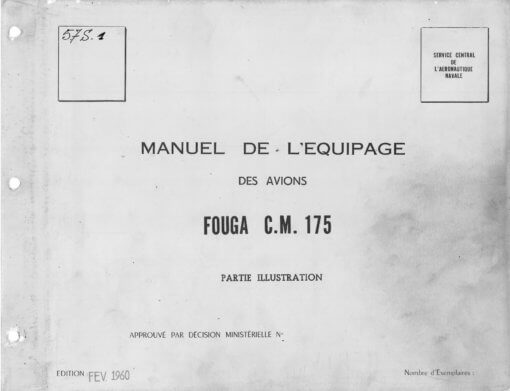 57S.1
SERVICE CENTRAL
DE
L'AERONAUTIQUE
NAVALE
MANUEL DE L'EQUIPAGE
DES AVIONS
FOUGA C.M. 175
PARTIE ILLUSTRATION
APPROUVÉ PAR DÉCISION MINISTÉRIELLE N°
EDITION FEV. 1960
Nombre d'Exemplaires :